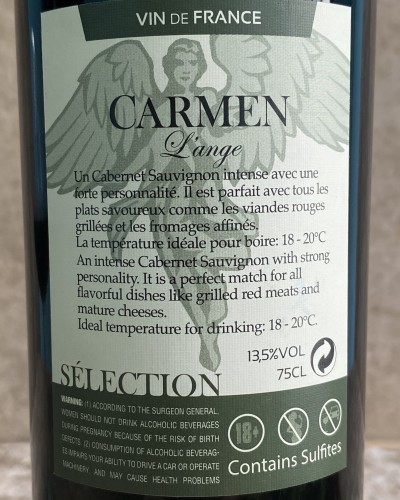 VIN DE FRANCE
CARMEN
L'ange
Un Cabernet Sauvignon intense avec une
forte personnalité. Il est parfait avec tous les
plats savoureux comme les viandes rouges
grillées et les fromages affinés.
La température idéale pour boire: 18 - 20°C
An intense Cabernet Sauvignon with strong
personality. It is a perfect match for all
flavorful dishes like grilled red meats and
mature cheeses.
Ideal temperature for drinking: 18 - 20°C.
13,5%VOL
75CL
SÉLECTION
WARNING: (1) ACCORDING TO THE SURGEON GENERAL,
WOMEN SHOULD NOT DRINK ALCOHOLIC BEVERAGES
DURING PREGNANCY BECAUSE OF THE RISK OF BIRTH
DEFECTS. (2) CONSUMPTION OF ALCOHOLIC BEVERAG-
ES IMPAIRS YOUR ABILITY TO DRIVE A CAR OR OPERATE
MACHINERY AND MAY CAUSE HEALTH PROBLEMS
18+
Contains Sulfites